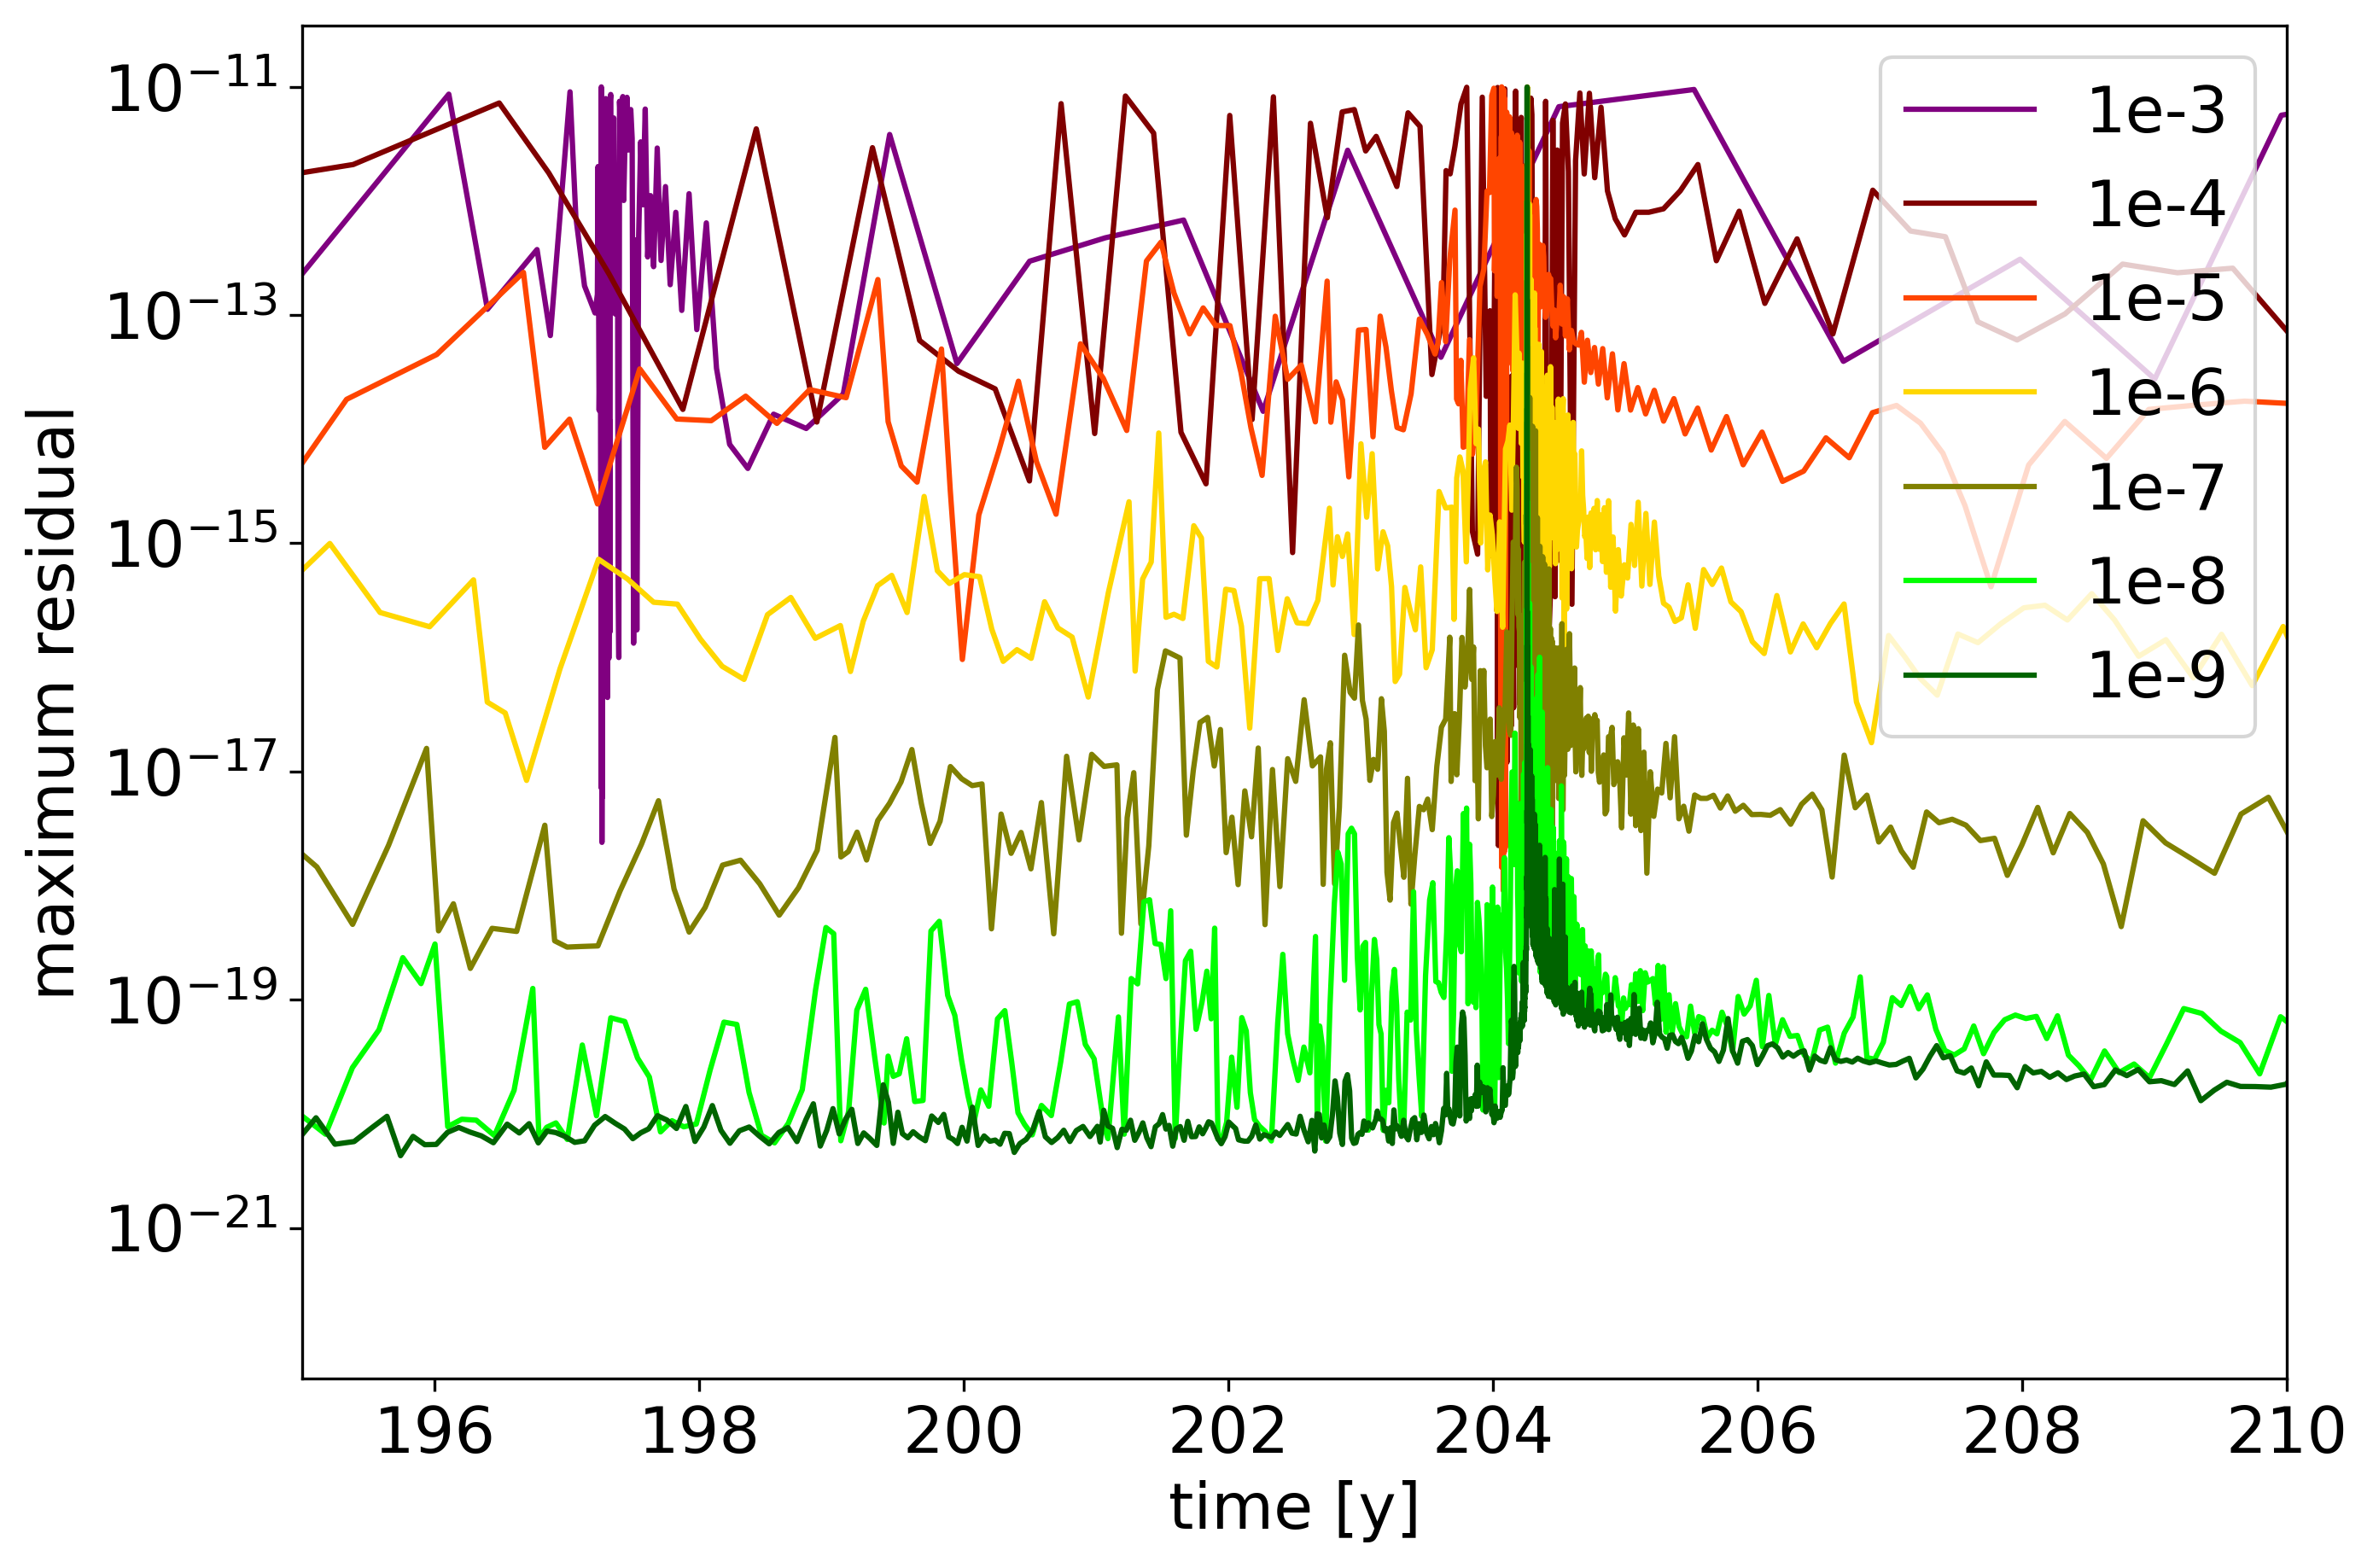 maximum residual
10⁻¹¹
10⁻¹³
10⁻¹⁵
10⁻¹⁷
10⁻¹⁹
10⁻²¹
1e-3
1e-4
1e-5
1e-6
1e-7
1e-8
1e-9
196 198 200 202 204 206 208 210
time [y]